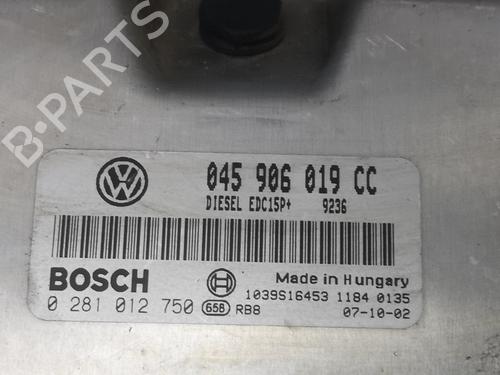 B-PARTS
045 906 019 CC
DIESEL EDC15P+ 9236
BOSCH
Made in Hungary
0 281 012 750 658 RB8
1039S16453 1184 0135
07-10-02